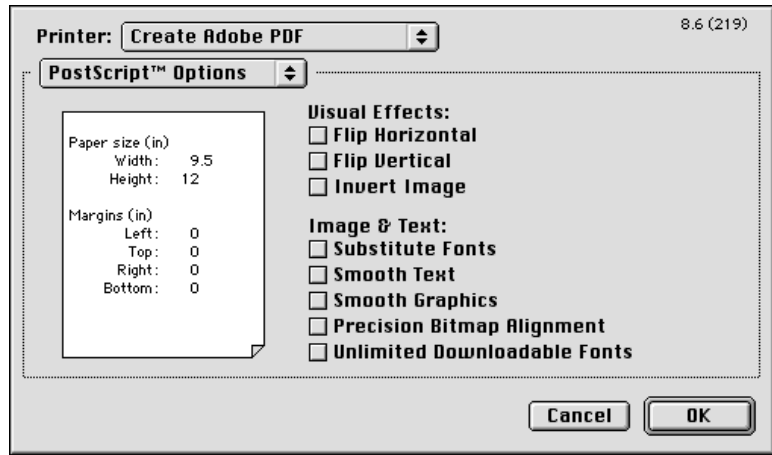 8.6 (219)
Printer: Create Adobe PDF
PostScript™ Options
Paper size (in)
Width: 9.5
Height: 12
Margins (in)
Left: 0
Top: 0
Right: 0
Bottom: 0
Visual Effects:
Flip Horizontal
Flip Vertical
Invert Image
Image & Text:
Substitute Fonts
Smooth Text
Smooth Graphics
Precision Bitmap Alignment
Unlimited Downloadable Fonts
Cancel
OK